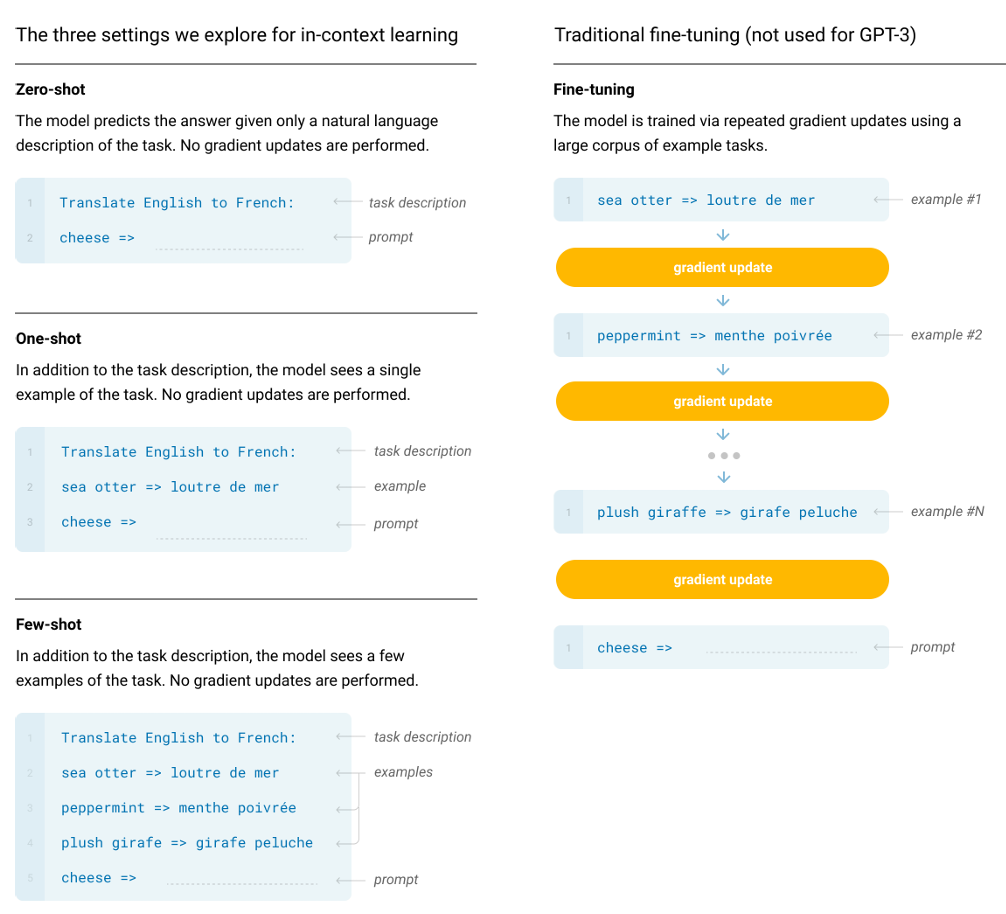 The three settings we explore for in-context learning
Zero-shot
The model predicts the answer given only a natural language
description of the task. No gradient updates are performed.
1 Translate English to French: task description
2 cheese => prompt
One-shot
In addition to the task description, the model sees a single
example of the task. No gradient updates are performed.
1 Translate English to French: task description
2 sea otter => loutre de mer example
3 cheese => prompt
Few-shot
In addition to the task description, the model sees a few
examples of the task. No gradient updates are performed.
1 Translate English to French: task description
2 sea otter => loutre de mer examples
3 peppermint => menthe poivrée
4 plush girafe => girafe peluche
5 cheese => prompt
Traditional fine-tuning (not used for GPT-3)
Fine-tuning
The model is trained via repeated gradient updates using a
large corpus of example tasks.
1 sea otter => loutre de mer example #1
gradient update
1 peppermint => menthe poivrée example #2
gradient update
1 plush giraffe => girafe peluche example #N
gradient update
1 cheese => prompt